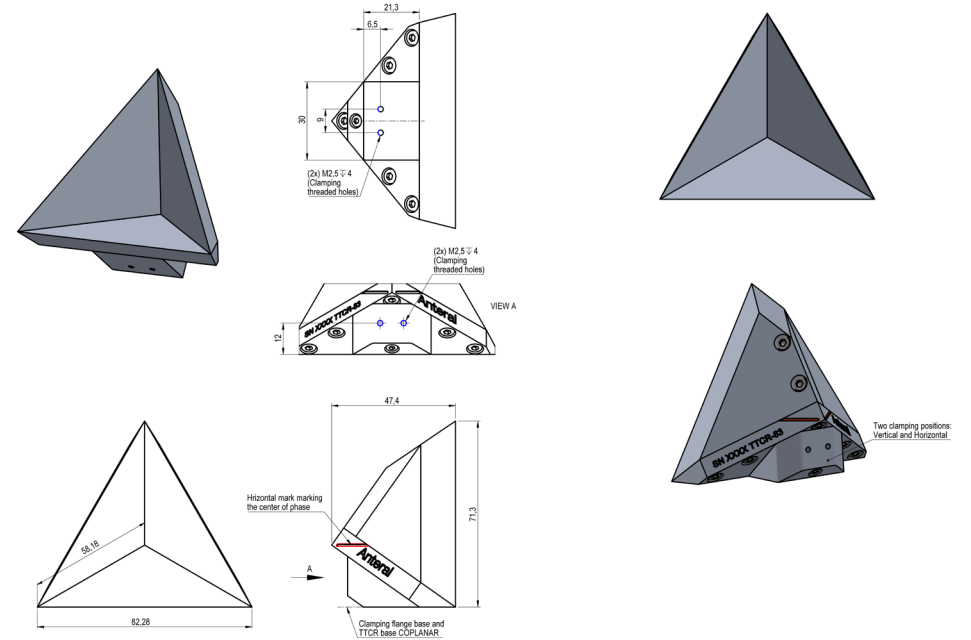 21,3
6,5
30
9
(2x) M2,5↧4
(Clamping
threaded holes)
(2x) M2,5↧4
(Clamping
threaded holes)
SN XXXX TTCR-83
Anteral
VIEW A
12
Two clamping positions:
Vertical and Horizontal
SN XXXX TTCR-83
47,4
58,18
82,28
Hrizontal mark marking
the center of phase
71,3
Anteral
A
Clamping flange base and
TTCR base COPLANAR